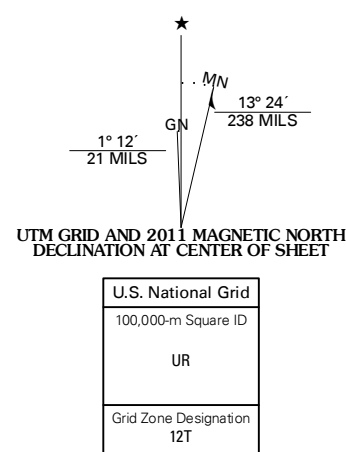 ★
MN
13° 24´
238 MILS
GN
1° 12´
21 MILS
UTM GRID AND 2011 MAGNETIC NORTH
DECLINATION AT CENTER OF SHEET
U.S. National Grid
100,000-m Square ID
UR
Grid Zone Designation
12T